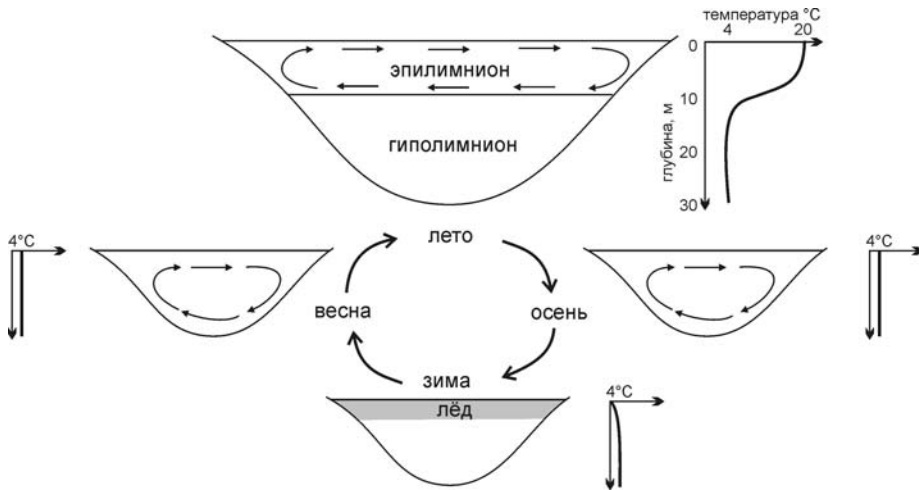 температура °C
4 20
0
эпилимнион
10
глубина, м
гиполимнион
20
30
лето
4°C
4°C
весна
осень
зима
4°C
лёд